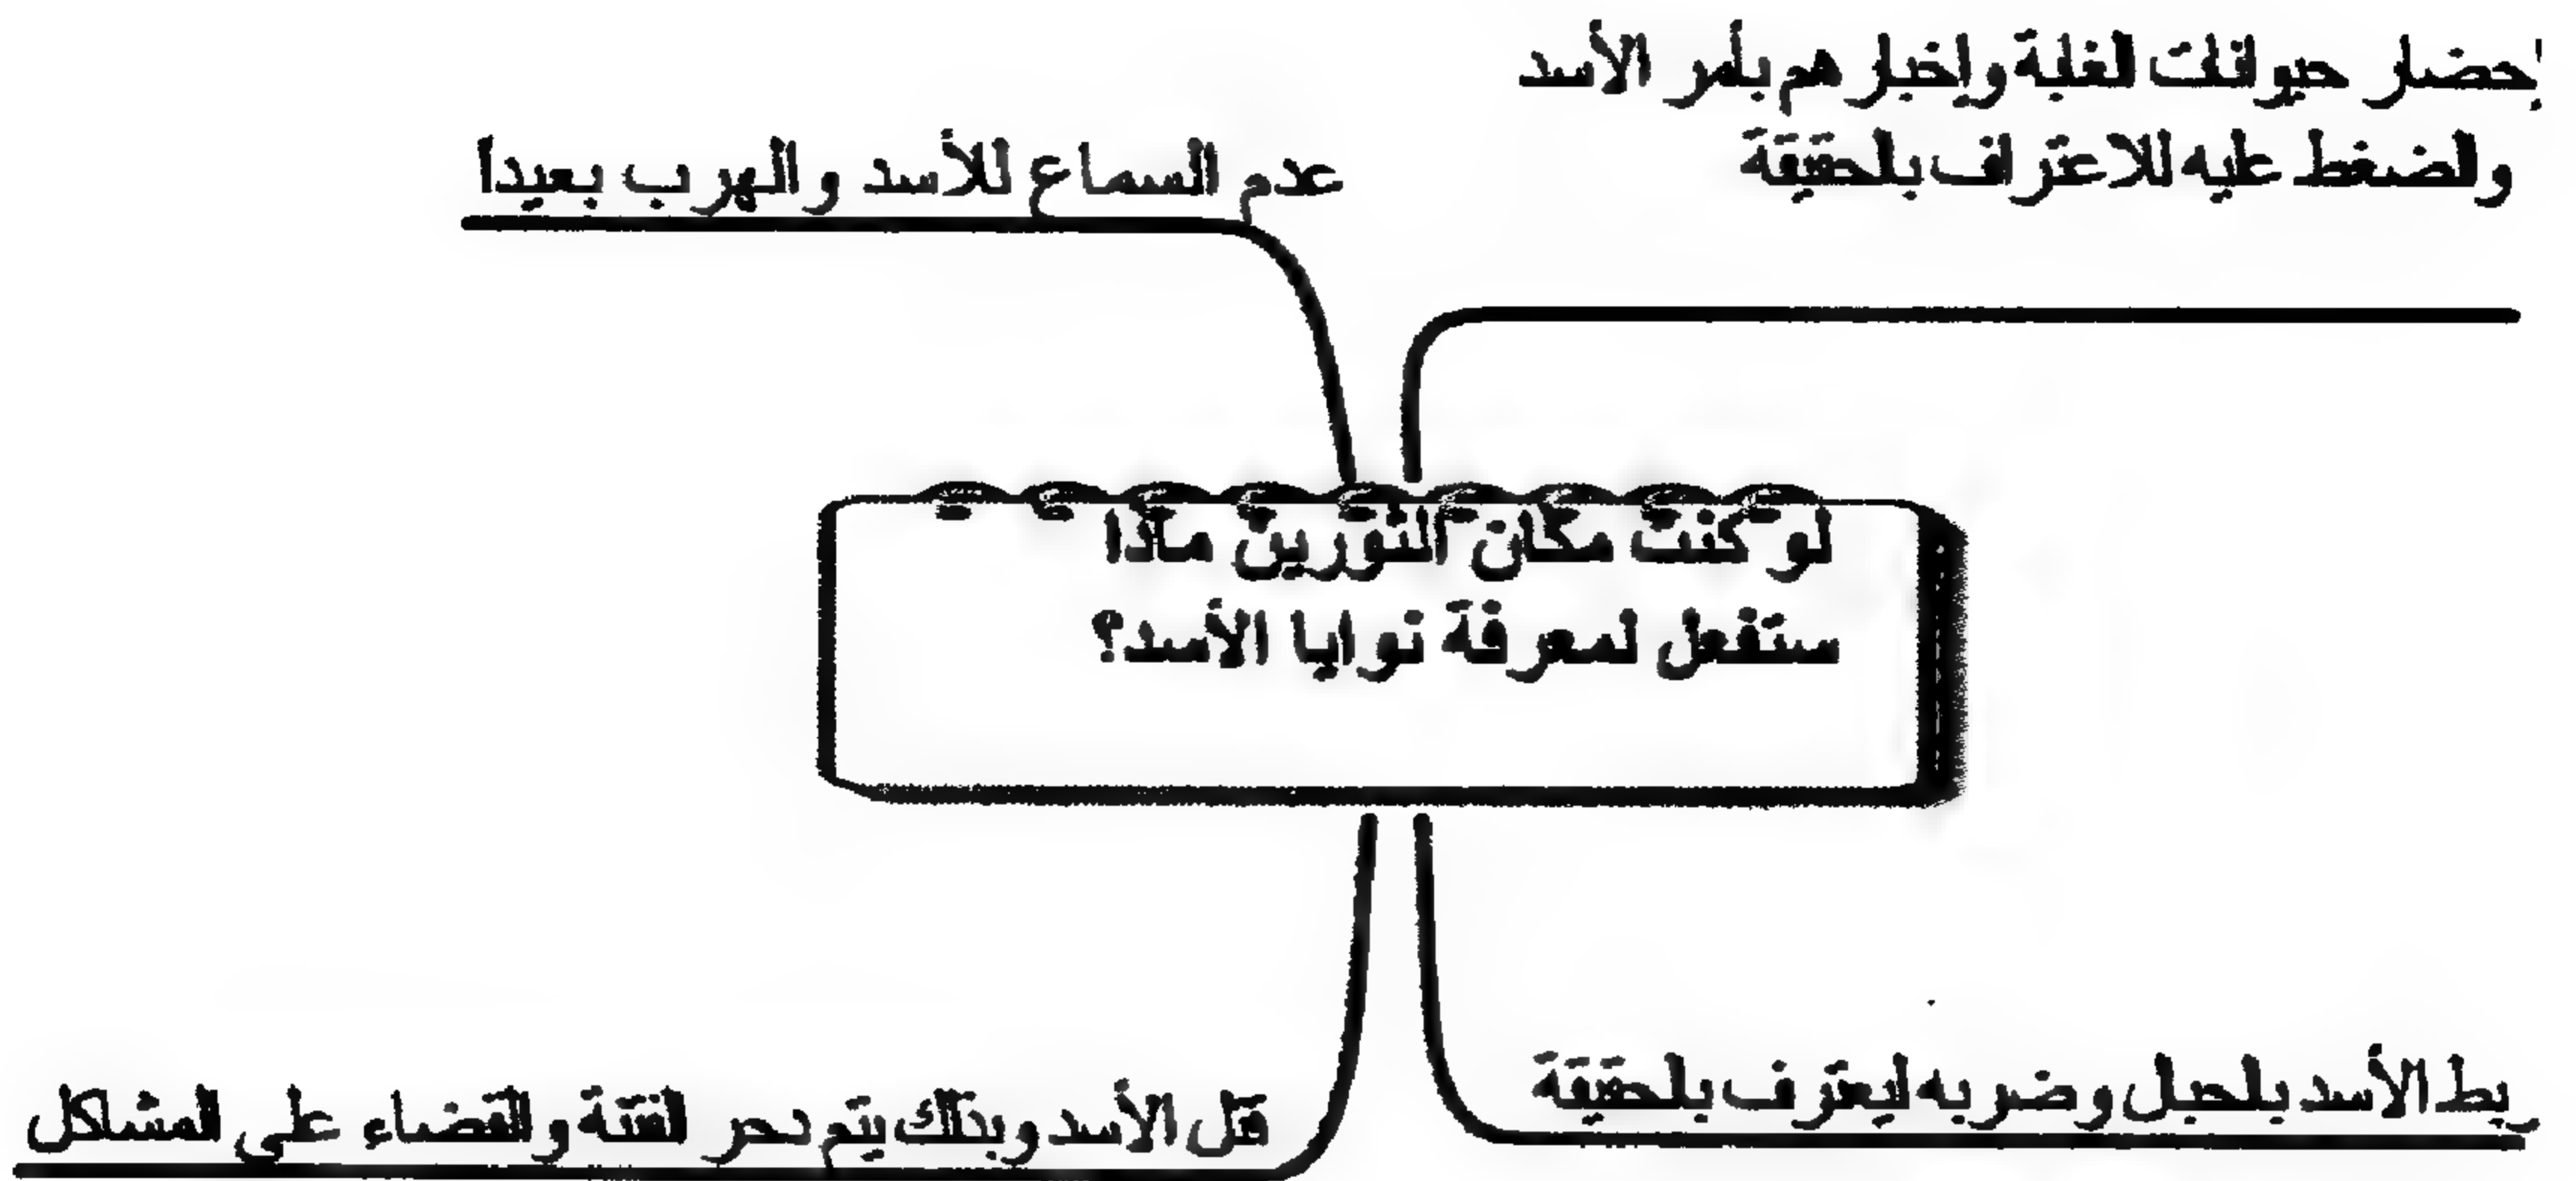 إحضار حيوانات الغابة وإخبارهم بأمر الأسد
والضغط عليه للاعتراف بالحقيقة
عدم السماع للأسد والهرب بعيدا
لو كنت مكان الثورين ماذا
ستفعل لمعرفة نوايا الأسد؟
ربط الأسد بالحبل وضربه ليعترف بالحقيقة
قتل الأسد وبذلك يتم دحر الفتنة والقضاء على المشاكل